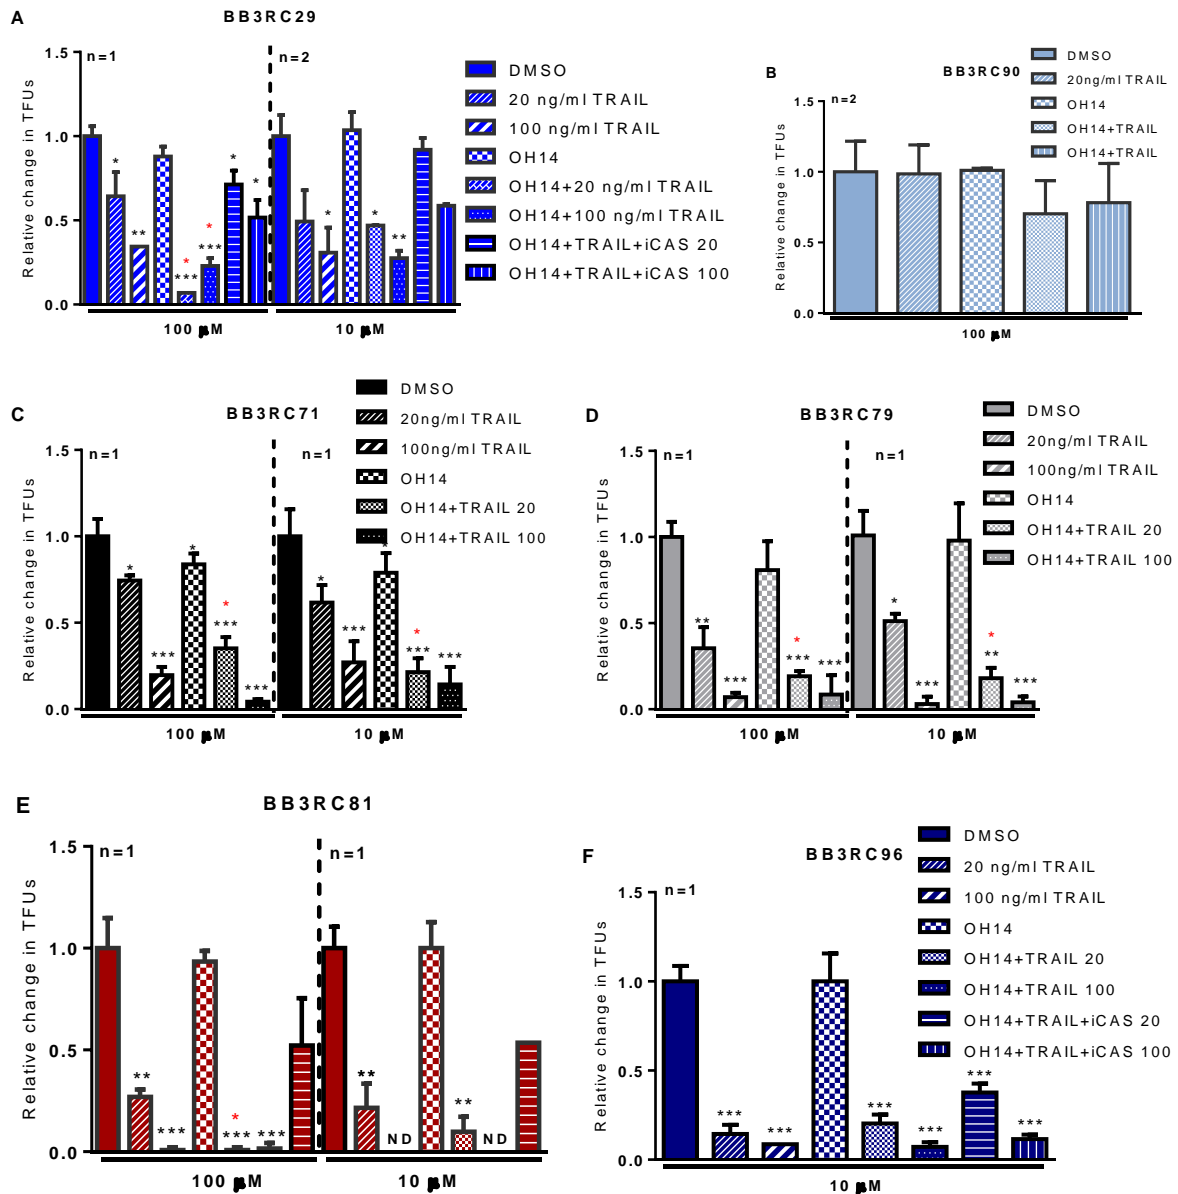 A
BB3RC29
Relative change in TFUs
1.5
1.0
0.5
0.0
n=1
n=2
*
**
*
***
*
***
*
*
*
*
**
100 µM
10 µM
DMSO
20 ng/ml TRAIL
100 ng/ml TRAIL
OH14
OH14+20 ng/ml TRAIL
OH14+100 ng/ml TRAIL
OH14+TRAIL+iCAS 20
OH14+TRAIL+iCAS 100
B
BB3RC90
Relative change in TFUs
1.5
1.0
0.5
0.0
n=2
100 µM
DMSO
20ng/ml TRAIL
OH14
OH14+TRAIL
OH14+TRAIL
C
BB3RC71
Relative change in TFUs
1.5
1.0
0.5
0.0
n=1
n=1
*
***
*
*
***
***
*
***
*
*
***
***
100 µM
10 µM
DMSO
20ng/ml TRAIL
100ng/ml TRAIL
OH14
OH14+TRAIL 20
OH14+TRAIL 100
D
BB3RC79
Relative change in TFUs
1.5
1.0
0.5
0.0
n=1
n=1
**
***
*
***
***
*
***
*
**
***
100 µM
10 µM
DMSO
20ng/ml TRAIL
100ng/ml TRAIL
OH14
OH14+TRAIL 20
OH14+TRAIL 100
E
BB3RC81
Relative change in TFUs
1.5
1.0
0.5
0.0
n=1
n=1
**
***
*
***
***
**
ND
**
ND
100 µM
10 µM
F
BB3RC96
Relative change in TFUs
1.5
1.0
0.5
0.0
n=1
***
***
***
***
***
***
10 µM
DMSO
20 ng/ml TRAIL
100 ng/ml TRAIL
OH14
OH14+TRAIL 20
OH14+TRAIL 100
OH14+TRAIL+iCAS 20
OH14+TRAIL+iCAS 100